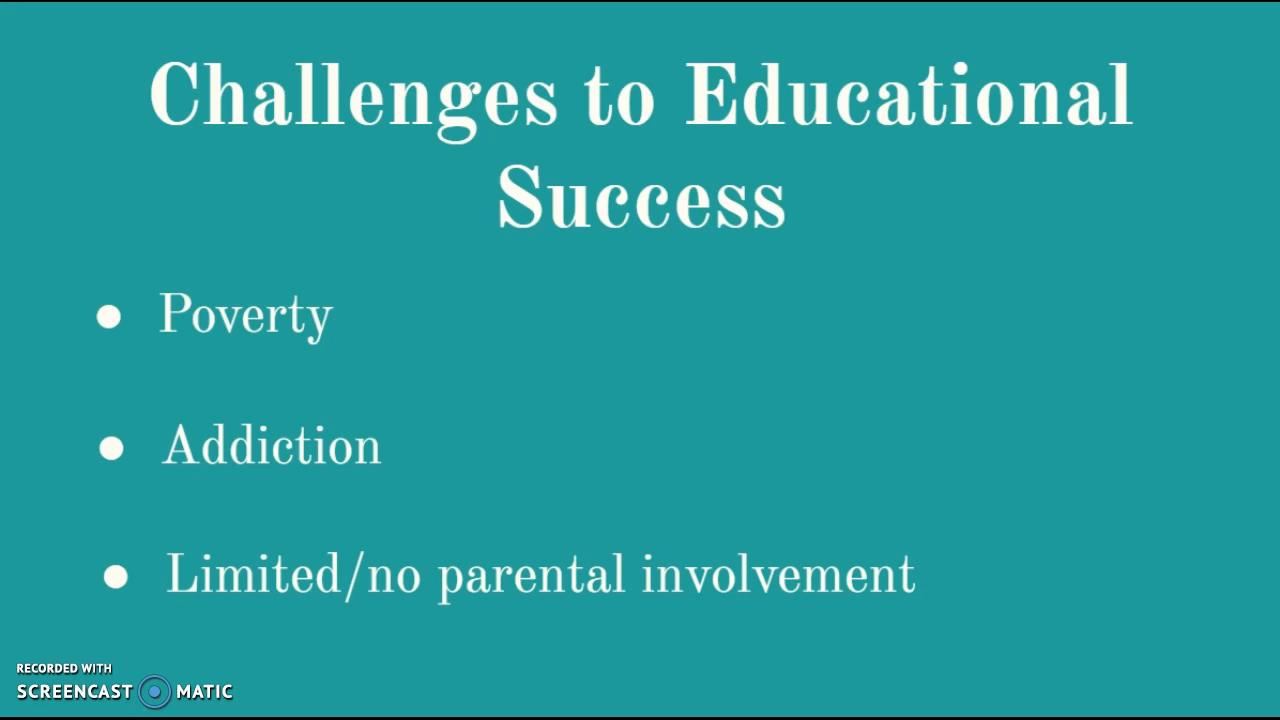 Challenges to Educational
Success
● Poverty
● Addiction
● Limited/no parental involvement
RECORDED WITH
SCREENCAST MATIC